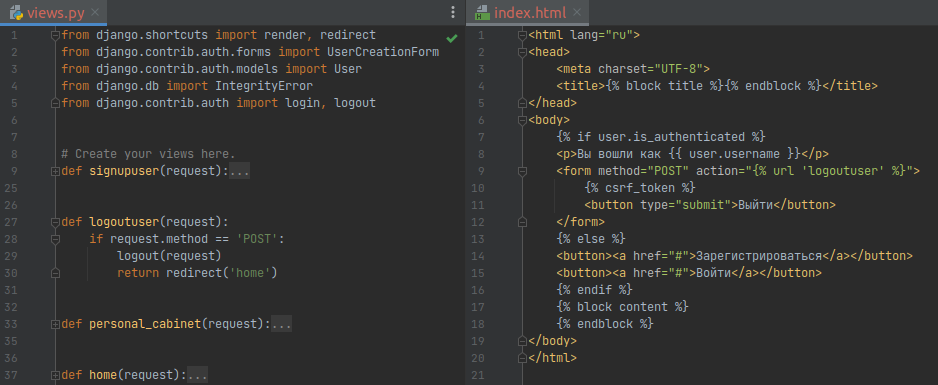 views.py
1 from django.shortcuts import render, redirect
2 from django.contrib.auth.forms import UserCreationForm
3 from django.contrib.auth.models import User
4 from django.db import IntegrityError
5 from django.contrib.auth import login, logout
6
7
8 # Create your views here.
9 def signupuser(request):...
25
26
27 def logoutuser(request):
28     if request.method == 'POST':
29         logout(request)
30         return redirect('home')
31
32
33 def personal_cabinet(request):...
35
36
37 def home(request):...
index.html
1 <html lang="ru">
2 <head>
3     <meta charset="UTF-8">
4     <title>{% block title %}{% endblock %}</title>
5 </head>
6 <body>
7     {% if user.is_authenticated %}
8     <p>Вы вошли как {{ user.username }}</p>
9     <form method="POST" action="{% url 'logoutuser' %}">
10         {% csrf_token %}
11         <button type="submit">Выйти</button>
12     </form>
13     {% else %}
14     <button><a href="#">Зарегистрироваться</a></button>
15     <button><a href="#">Войти</a></button>
16     {% endif %}
17     {% block content %}
18     {% endblock %}
19 </body>
20 </html>
21